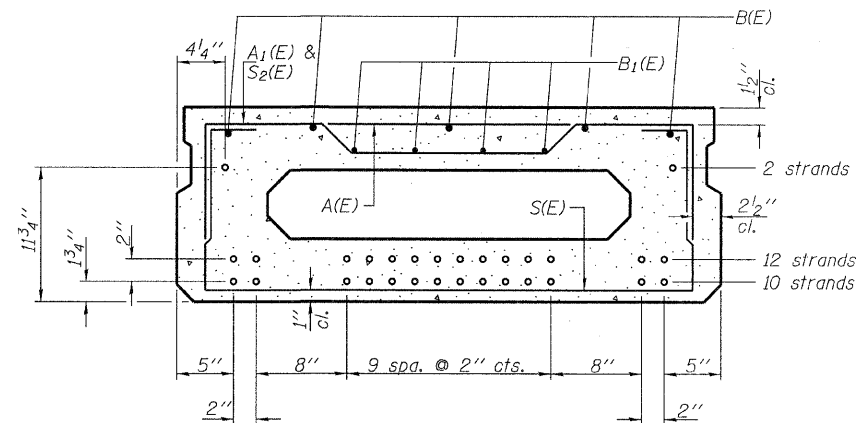 B(E)
4¼"
A₁(E) &
S₂(E)
B₁(E)
1½"
cl.
2 strands
11¾"
2"
1¾"
A(E)
S(E)
2½"
cl.
12 strands
10 strands
1"
cl.
5"
8"
9 spa. @ 2" cts.
8"
5"
2"
2"